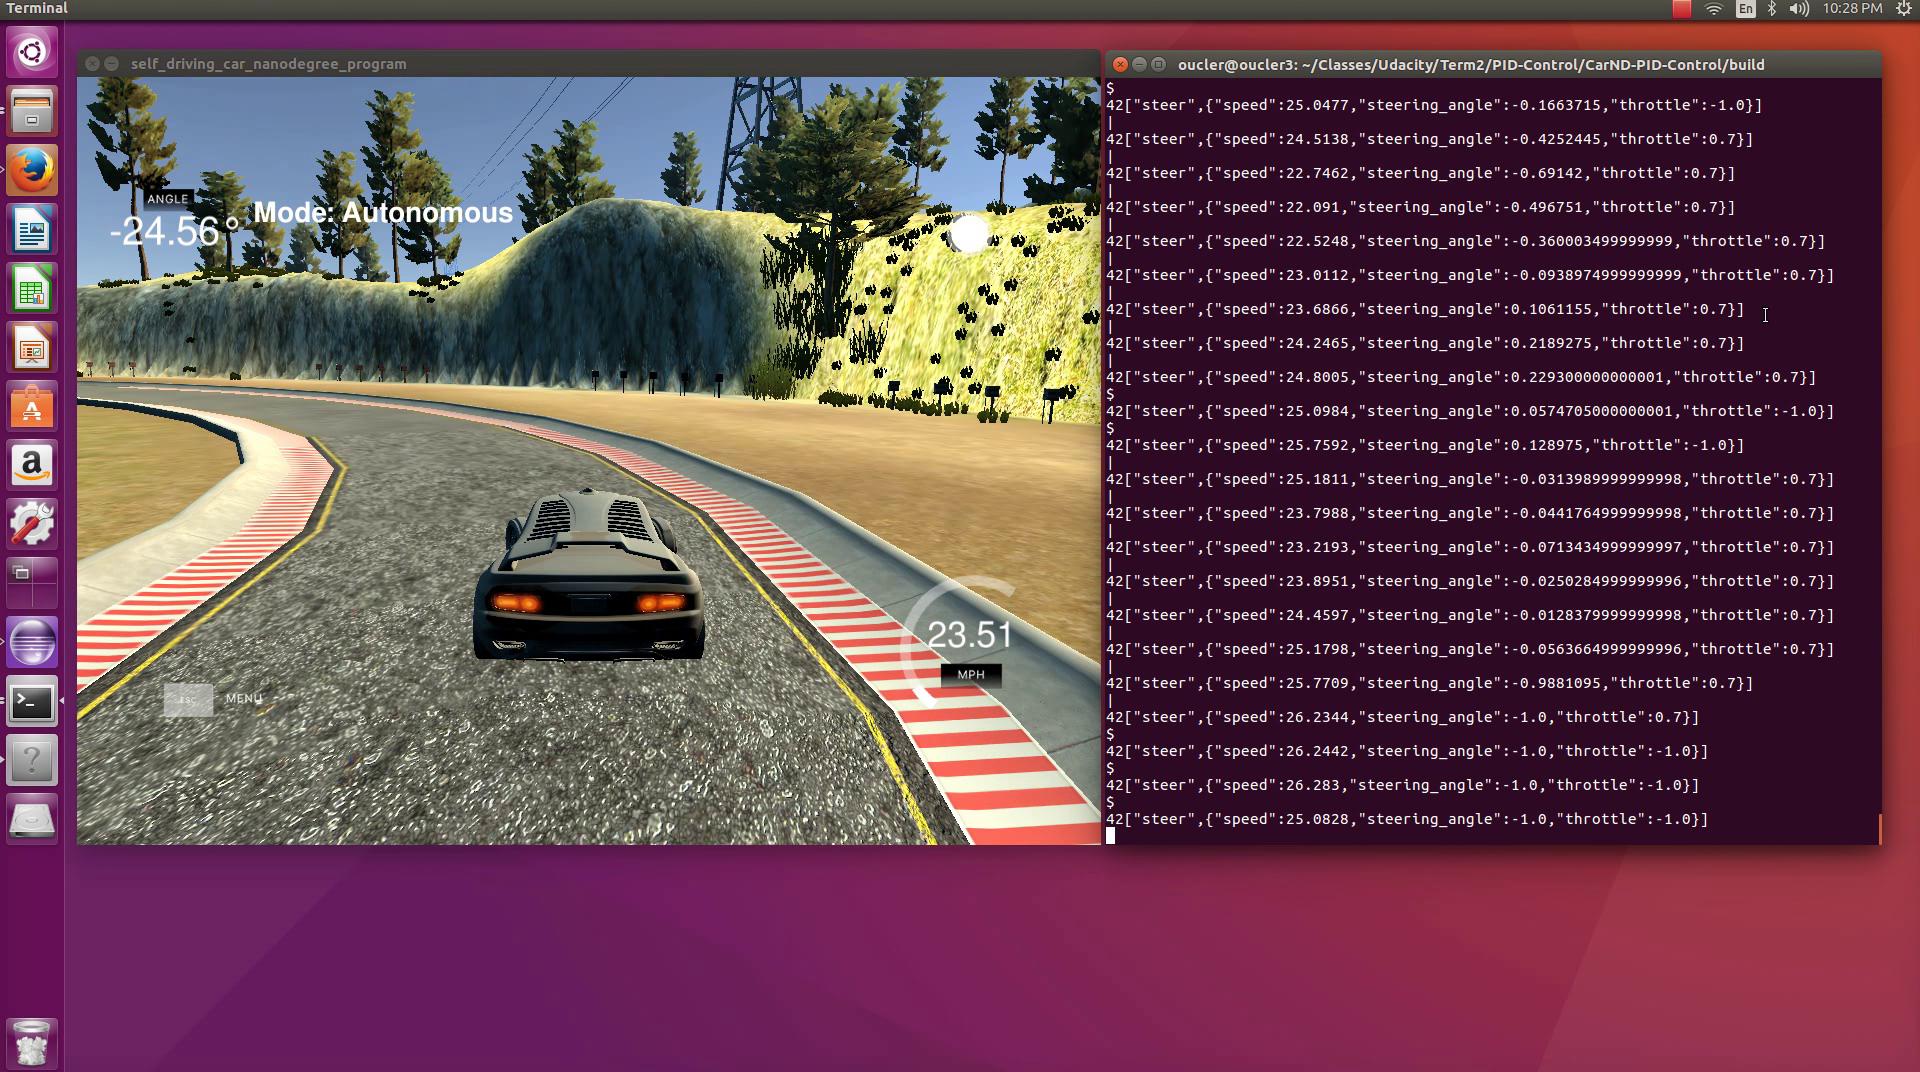 Terminal
En
10:28 PM
self_driving_car_nanodegree_program
ANGLE
-24.56°
Mode: Autonomous
23.51
MPH
ESC
MENU
oucler@oucler3: ~/Classes/Udacity/Term2/PID-Control/CarND-PID-Control/build
$
42["steer",{"speed":25.0477,"steering_angle":-0.1663715,"throttle":-1.0}]
|
42["steer",{"speed":24.5138,"steering_angle":-0.4252445,"throttle":0.7}]
|
42["steer",{"speed":22.7462,"steering_angle":-0.69142,"throttle":0.7}]
|
42["steer",{"speed":22.091,"steering_angle":-0.496751,"throttle":0.7}]
|
42["steer",{"speed":22.5248,"steering_angle":-0.360003499999999,"throttle":0.7}]
|
42["steer",{"speed":23.0112,"steering_angle":-0.0938974999999999,"throttle":0.7}]
|
42["steer",{"speed":23.6866,"steering_angle":0.1061155,"throttle":0.7}]
|
42["steer",{"speed":24.2465,"steering_angle":0.2189275,"throttle":0.7}]
|
42["steer",{"speed":24.8005,"steering_angle":0.229300000000001,"throttle":0.7}]
$
42["steer",{"speed":25.0984,"steering_angle":0.0574705000000001,"throttle":-1.0}]
$
42["steer",{"speed":25.7592,"steering_angle":0.128975,"throttle":-1.0}]
|
42["steer",{"speed":25.1811,"steering_angle":-0.0313989999999998,"throttle":0.7}]
|
42["steer",{"speed":23.7988,"steering_angle":-0.0441764999999998,"throttle":0.7}]
|
42["steer",{"speed":23.2193,"steering_angle":-0.0713434999999997,"throttle":0.7}]
|
42["steer",{"speed":23.8951,"steering_angle":-0.0250284999999996,"throttle":0.7}]
|
42["steer",{"speed":24.4597,"steering_angle":-0.0128379999999998,"throttle":0.7}]
|
42["steer",{"speed":25.1798,"steering_angle":-0.0563664999999996,"throttle":0.7}]
|
42["steer",{"speed":25.7709,"steering_angle":-0.9881095,"throttle":0.7}]
|
42["steer",{"speed":26.2344,"steering_angle":-1.0,"throttle":0.7}]
$
42["steer",{"speed":26.2442,"steering_angle":-1.0,"throttle":-1.0}]
$
42["steer",{"speed":26.283,"steering_angle":-1.0,"throttle":-1.0}]
$
42["steer",{"speed":25.0828,"steering_angle":-1.0,"throttle":-1.0}]